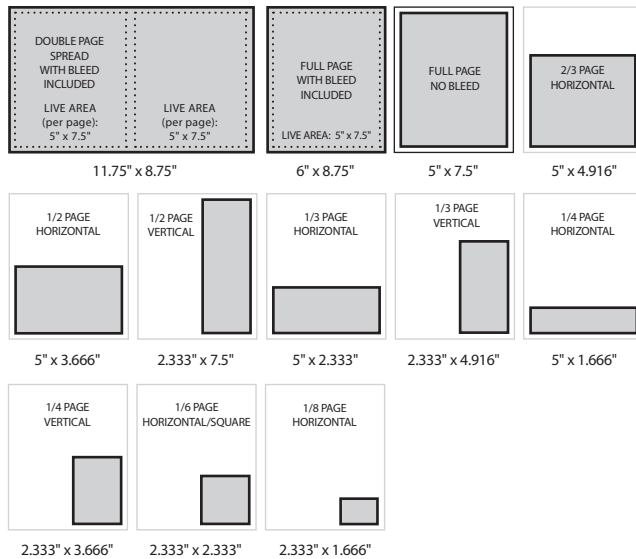 DOUBLE PAGE
SPREAD
WITH BLEED
INCLUDED
LIVE AREA
(per page):
5" x 7.5"
LIVE AREA
(per page):
5" x 7.5"
11.75" x 8.75"
FULL PAGE
WITH BLEED
INCLUDED
LIVE AREA: 5" x 7.5"
6" x 8.75"
FULL PAGE
NO BLEED
5" x 7.5"
2/3 PAGE
HORIZONTAL
5" x 4.916"
1/2 PAGE
HORIZONTAL
5" x 3.666"
1/2 PAGE
VERTICAL
2.333" x 7.5"
1/3 PAGE
HORIZONTAL
5" x 2.333"
1/3 PAGE
VERTICAL
2.333" x 4.916"
1/4 PAGE
HORIZONTAL
5" x 1.666"
1/4 PAGE
VERTICAL
2.333" x 3.666"
1/6 PAGE
HORIZONTAL/SQUARE
2.333" x 2.333"
1/8 PAGE
HORIZONTAL
2.333" x 1.666"